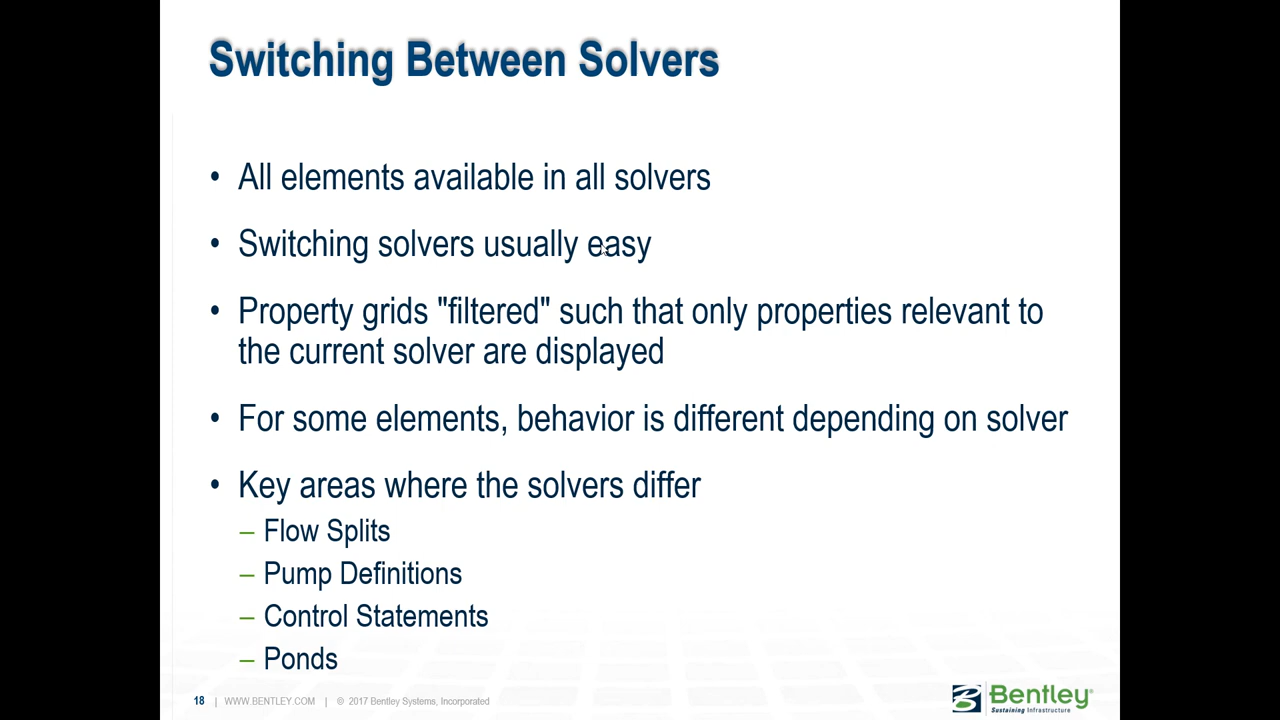 Switching Between Solvers
• All elements available in all solvers
• Switching solvers usually easy
• Property grids "filtered" such that only properties relevant to
the current solver are displayed
• For some elements, behavior is different depending on solver
• Key areas where the solvers differ
– Flow Splits
– Pump Definitions
– Control Statements
– Ponds
18 | WWW.BENTLEY.COM | © 2017 Bentley Systems, Incorporated
Bentley®
Sustaining Infrastructure